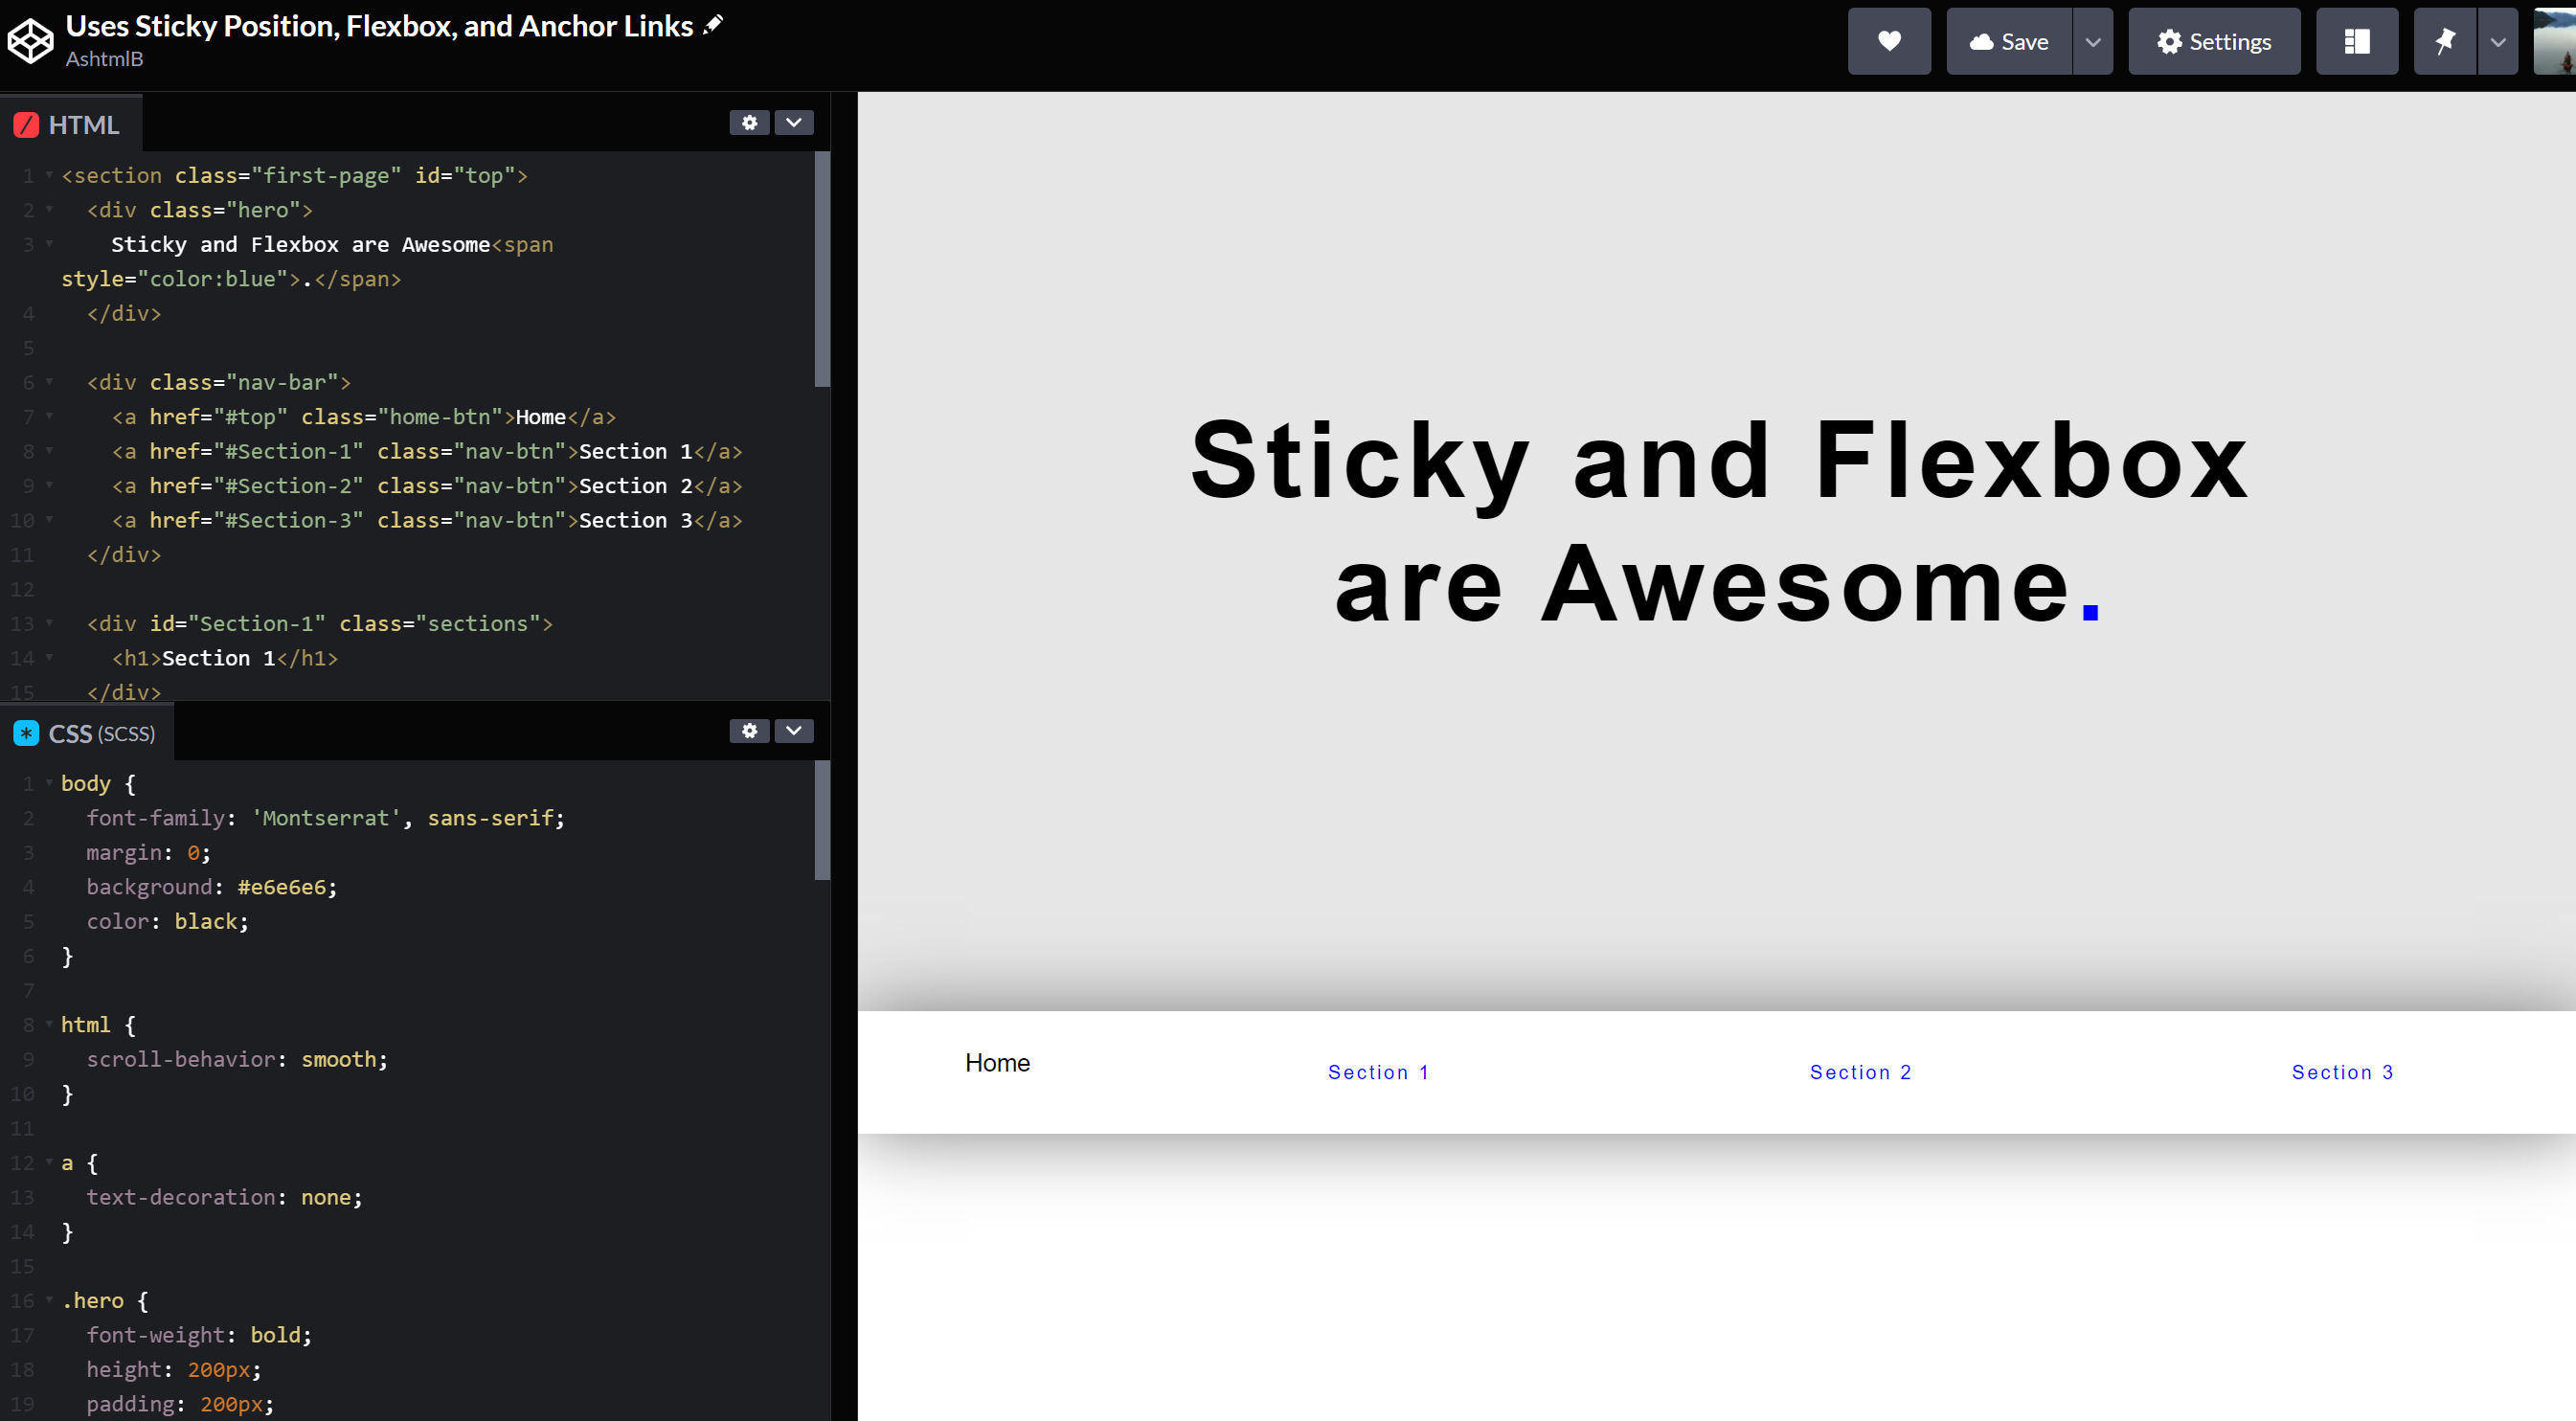 Uses Sticky Position, Flexbox, and Anchor Links
AshtmlB
Save
Settings
HTML
1 <section class="first-page" id="top">
2 <div class="hero">
3 Sticky and Flexbox are Awesome<span
style="color:blue">.</span>
4 </div>
5
6 <div class="nav-bar">
7 <a href="#top" class="home-btn">Home</a>
8 <a href="#Section-1" class="nav-btn">Section 1</a>
9 <a href="#Section-2" class="nav-btn">Section 2</a>
10 <a href="#Section-3" class="nav-btn">Section 3</a>
11 </div>
12
13 <div id="Section-1" class="sections">
14 <h1>Section 1</h1>
15 </div>
CSS (SCSS)
1 body {
2 font-family: 'Montserrat', sans-serif;
3 margin: 0;
4 background: #e6e6e6;
5 color: black;
6 }
7
8 html {
9 scroll-behavior: smooth;
10 }
11
12 a {
13 text-decoration: none;
14 }
15
16 .hero {
17 font-weight: bold;
18 height: 200px;
19 padding: 200px;
Sticky and Flexbox
are Awesome.
Home
Section 1
Section 2
Section 3